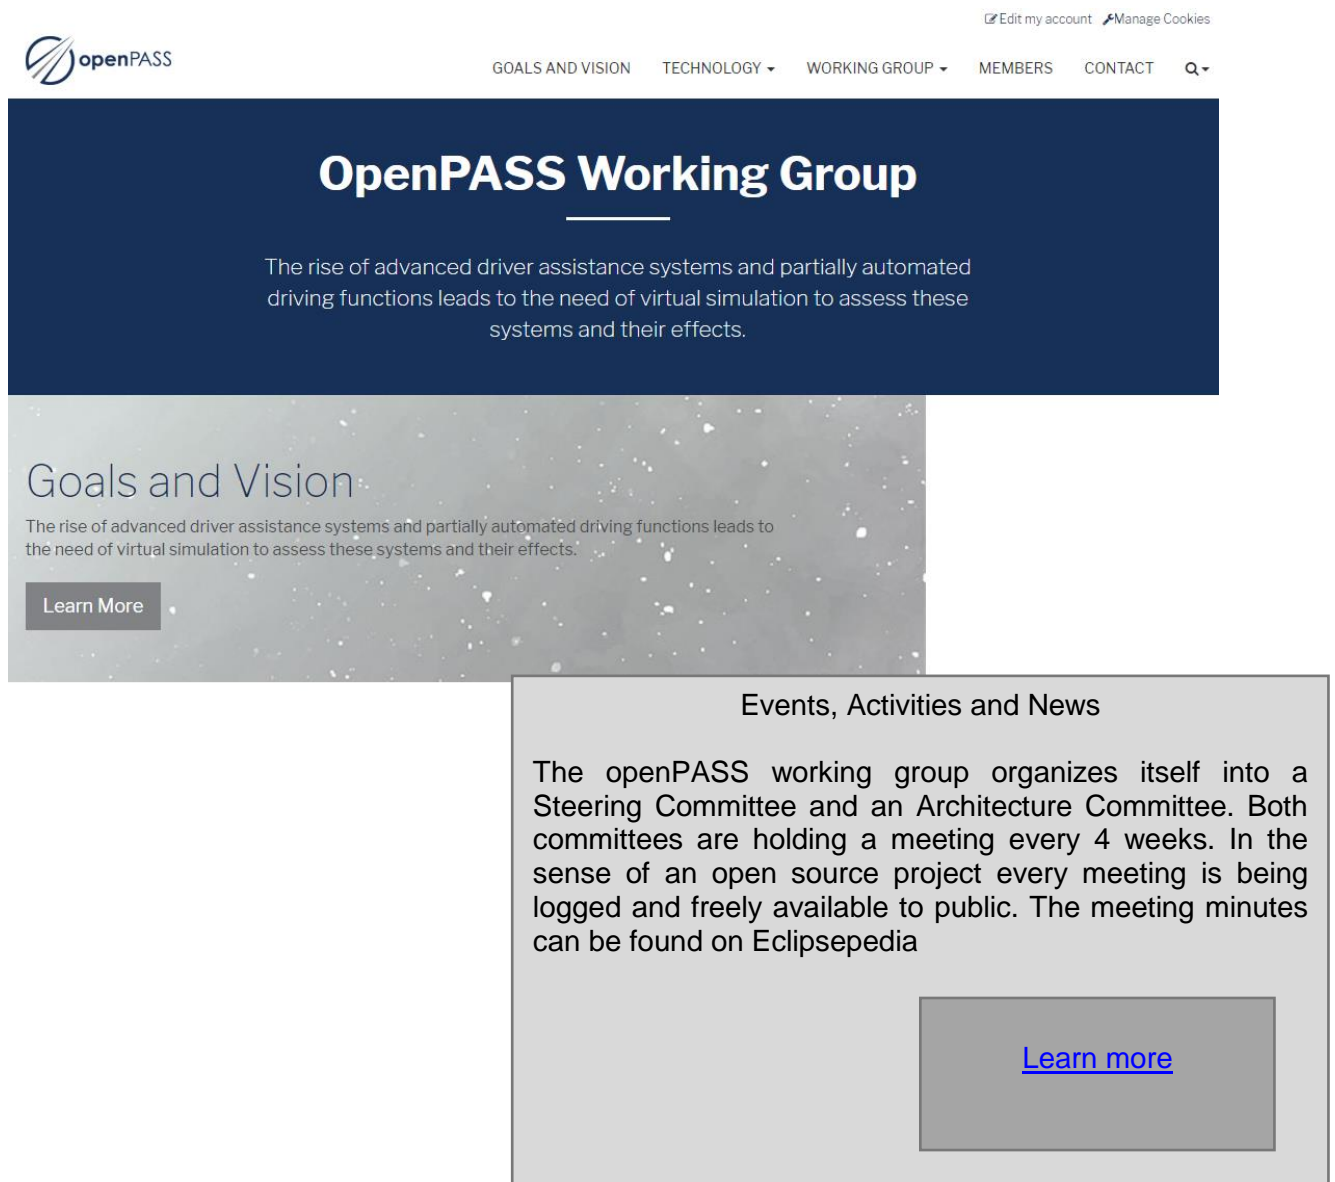 Edit my account Manage Cookies
openPASS
GOALS AND VISION TECHNOLOGY WORKING GROUP MEMBERS CONTACT
OpenPASS Working Group
The rise of advanced driver assistance systems and partially automated
driving functions leads to the need of virtual simulation to assess these
systems and their effects.
Goals and Vision
The rise of advanced driver assistance systems and partially automated driving functions leads to
the need of virtual simulation to assess these systems and their effects.
Learn More
Events, Activities and News
The openPASS working group organizes itself into a
Steering Committee and an Architecture Committee. Both
committees are holding a meeting every 4 weeks. In the
sense of an open source project every meeting is being
logged and freely available to public. The meeting minutes
can be found on Eclipsepedia
Learn more